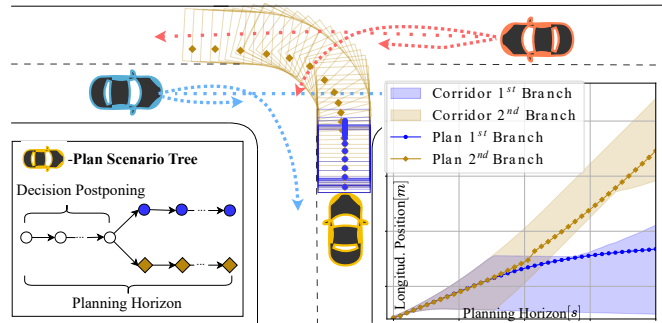 -Plan Scenario Tree
Decision Postponing
Planning Horizon
Corridor 1st Branch
Corridor 2nd Branch
Plan 1st Branch
Plan 2nd Branch
Longitud. Position[m]
Planning Horizon[s]